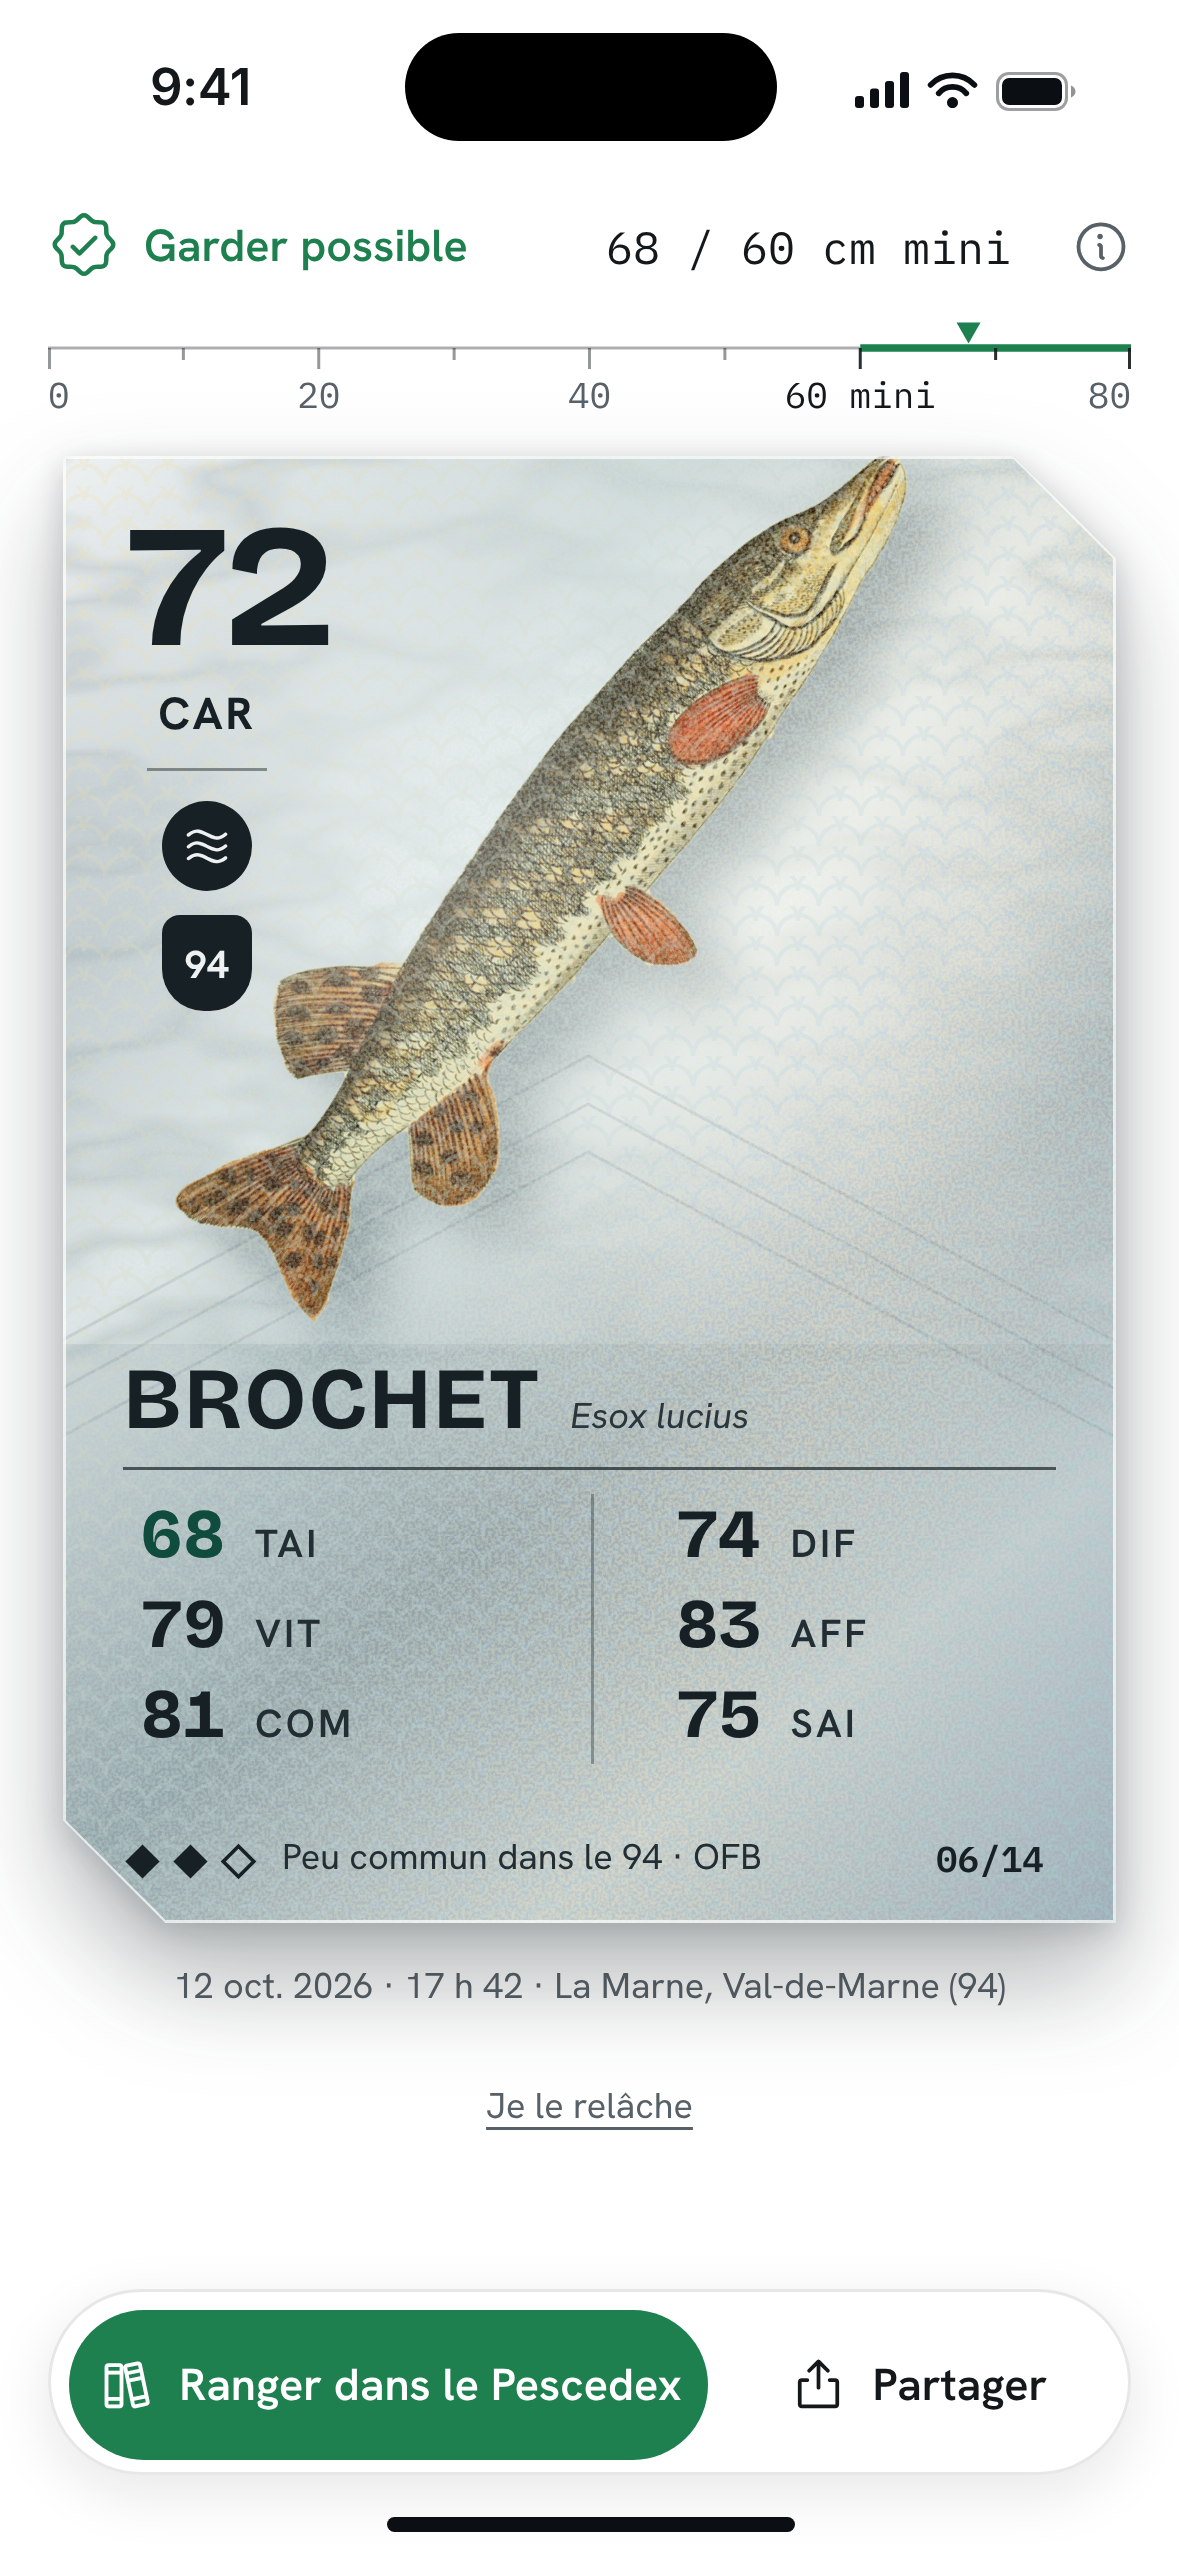 9:41
Garder possible 68 / 60 cm mini
0 20 40 60 mini 80
72
CAR
94
BROCHET Esox lucius
68 TAI 74 DIF
79 VIT 83 AFF
81 COM 75 SAI
Peu commun dans le 94 · OFB 06/14
12 oct. 2026 · 17 h 42 · La Marne, Val-de-Marne (94)
Je le relâche
Ranger dans le Pescedex Partager